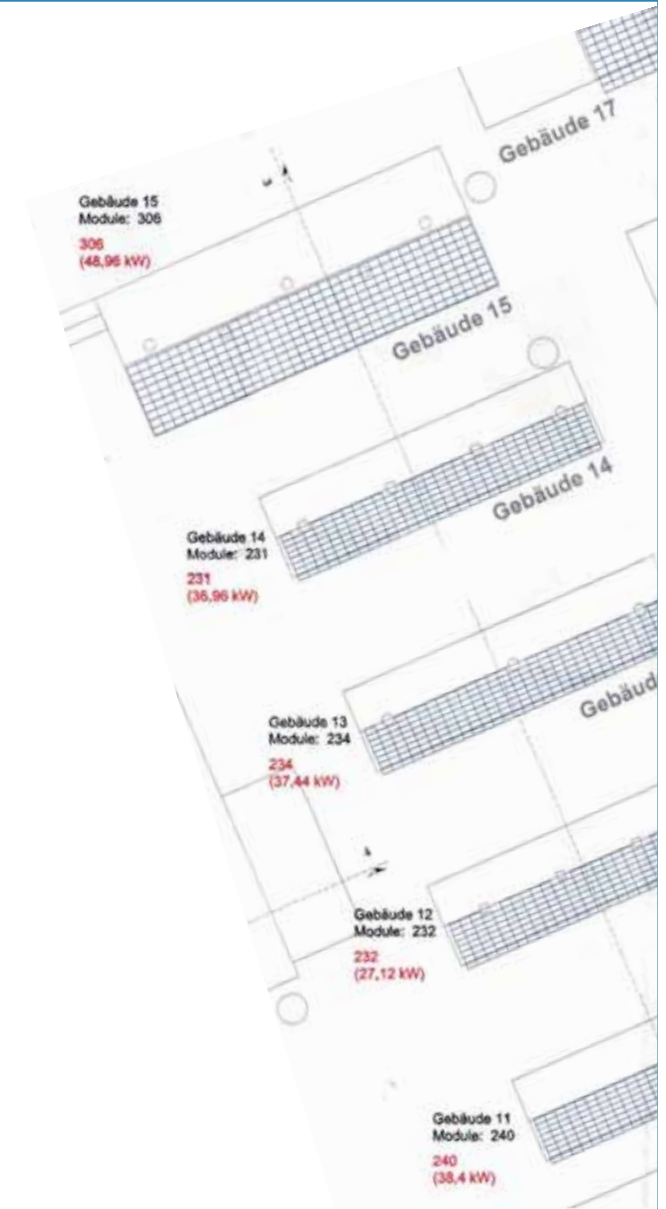 Gebäude 17
Gebäude 15
Module: 306
306
(48,96 kW)
Gebäude 15
Gebäude 14
Gebäude 14
Module: 231
231
(36,96 kW)
Gebäud
Gebäude 13
Module: 234
234
(37,44 kW)
Gebäude 12
Module: 232
232
(27,12 kW)
Gebäude 11
Module: 240
240
(38,4 kW)